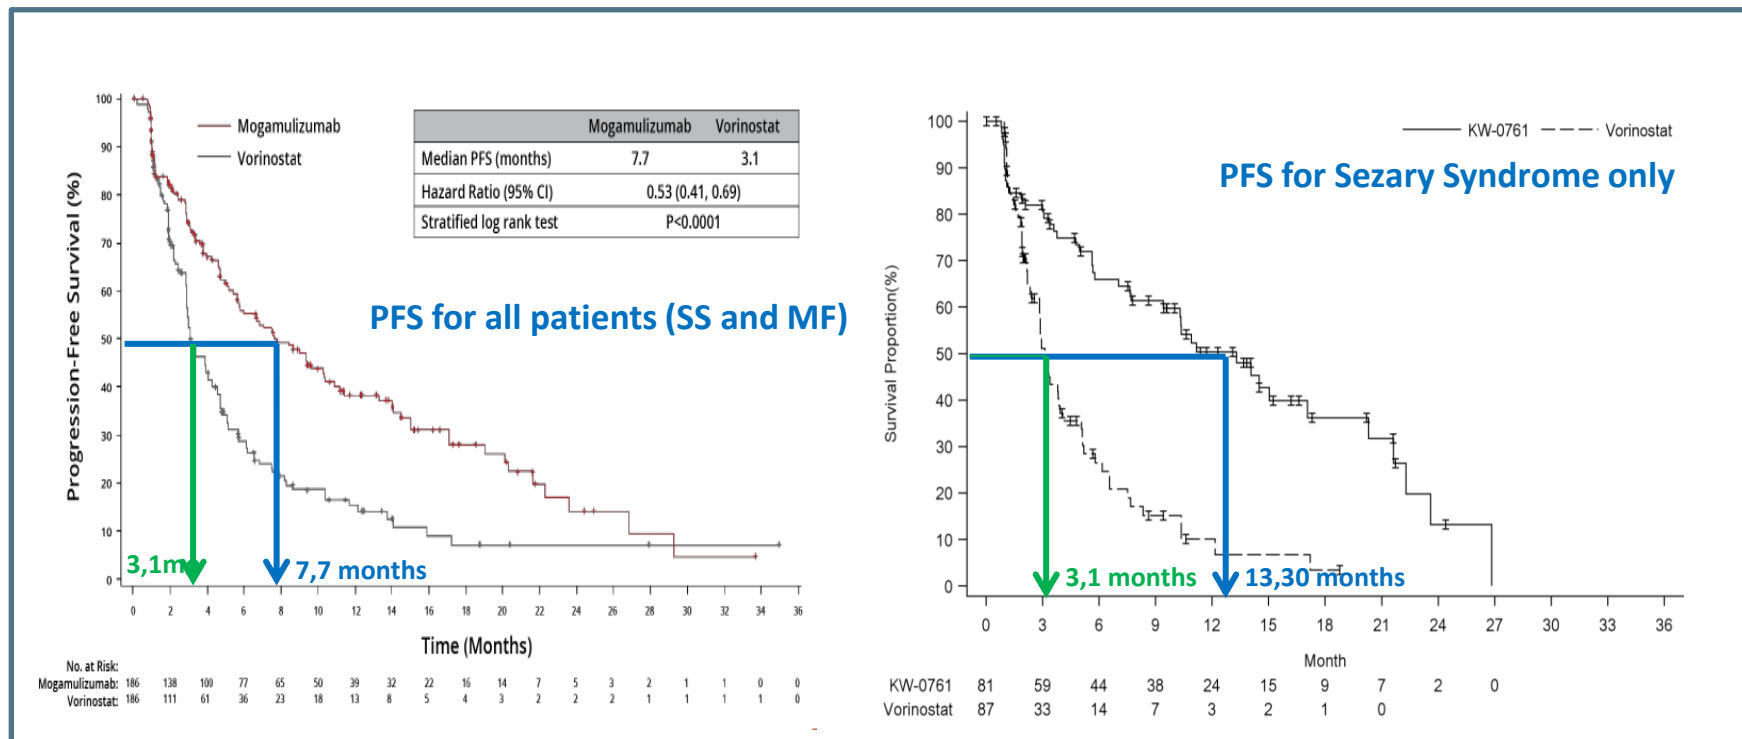 Mogamulizumab
Vorinostat
Mogamulizumab Vorinostat
Median PFS (months) 7.7 3.1
Hazard Ratio (95% CI) 0.53 (0.41, 0.69)
Stratified log rank test P<0.0001
PFS for all patients (SS and MF)
Progression-Free Survival (%)
100
90
80
70
60
50
40
30
20
10
0
3,1m
7,7 months
0 2 4 6 8 10 12 14 16 18 20 22 24 26 28 30 32 34 36
Time (Months)
No. at Risk:
Mogamulizumab: 186 138 100 77 65 50 39 32 22 16 14 7 5 3 2 1 1 0 0
Vorinostat: 186 111 61 36 23 18 13 8 5 4 3 2 2 2 1 1 1 1 0
KW-0761 Vorinostat
PFS for Sezary Syndrome only
Survival Proportion(%)
100
90
80
70
60
50
40
30
20
10
0
3,1 months
13,30 months
0 3 6 9 12 15 18 21 24 27 30 33 36
Month
KW-0761 81 59 44 38 24 15 9 7 2 0
Vorinostat 87 33 14 7 3 2 1 0